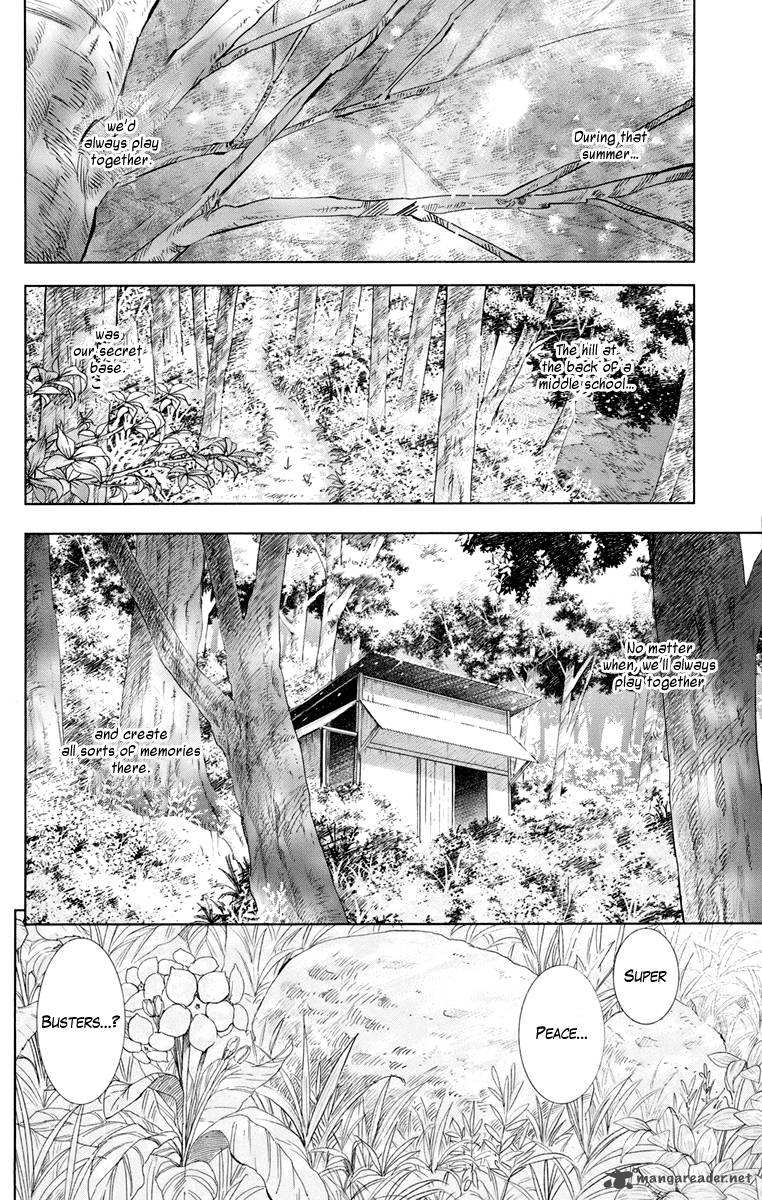 During that
summer...
we'd
always play
together.
The hill at
the back of a
middle school...
was
our secret
base.
No matter
when, we'll always
play together
and create
all sorts of memories
there.
SUPER
PEACE...
BUSTERS...?
mangareader.net